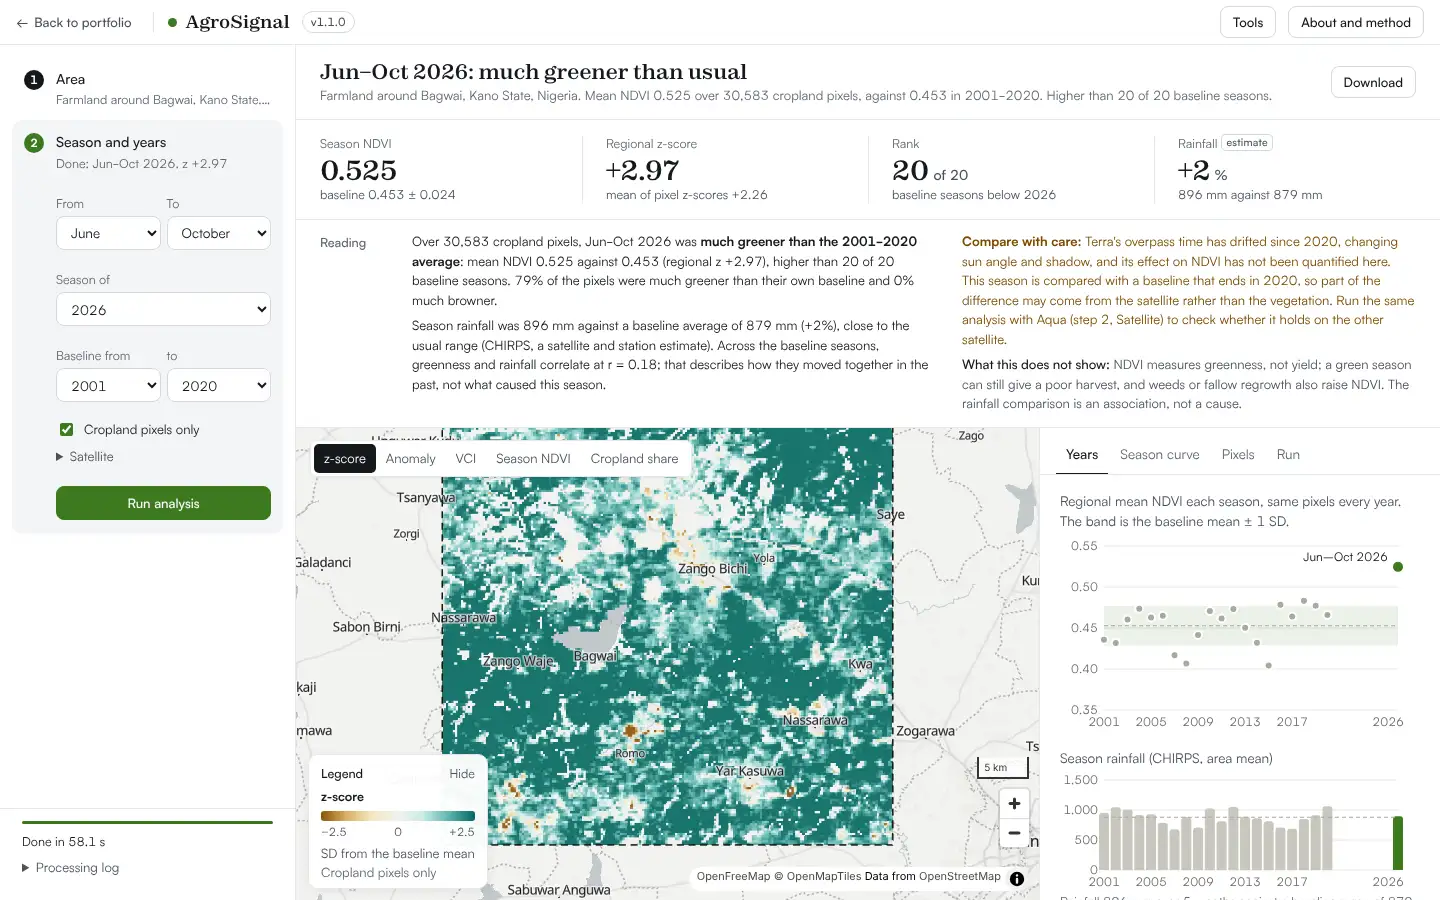 ← Back to portfolio
AgroSignal
v1.1.0
Tools
About and method
1
Area
Farmland around Bagwai, Kano State,...
2
Season and years
Done: Jun–Oct 2026, z +2.97
From
To
June
October
Season of
2026
Baseline from
to
2001
2020
Cropland pixels only
Satellite
Run analysis
Done in 58.1 s
Processing log
Jun–Oct 2026: much greener than usual
Farmland around Bagwai, Kano State, Nigeria. Mean NDVI 0.525 over 30,583 cropland pixels, against 0.453 in 2001–2020. Higher than 20 of 20 baseline seasons.
Download
Season NDVI
0.525
baseline 0.453 ± 0.024
Regional z-score
+2.97
mean of pixel z-scores +2.26
Rank
20 of 20
baseline seasons below 2026
Rainfall estimate
+2 %
896 mm against 879 mm
Reading
Over 30,583 cropland pixels, Jun–Oct 2026 was much greener than the 2001–2020
average: mean NDVI 0.525 against 0.453 (regional z +2.97), higher than 20 of 20
baseline seasons. 79% of the pixels were much greener than their own baseline and 0%
much browner.
Season rainfall was 896 mm against a baseline average of 879 mm (+2%), close to the
usual range (CHIRPS, a satellite and station estimate). Across the baseline seasons,
greenness and rainfall correlate at r = 0.18; that describes how they moved together in the
past, not what caused this season.
Compare with care: Terra's overpass time has drifted since 2020, changing
sun angle and shadow, and its effect on NDVI has not been quantified here.
This season is compared with a baseline that ends in 2020, so part of the
difference may come from the satellite rather than the vegetation. Run the same
analysis with Aqua (step 2, Satellite) to check whether it holds on the other
satellite.
What this does not show: NDVI measures greenness, not yield; a green season
can still give a poor harvest, and weeds or fallow regrowth also raise NDVI. The
rainfall comparison is an association, not a cause.
z-score
Anomaly
VCI
Season NDVI
Cropland share
Zago
Tsanyawa
Saye
Zorgi
Galadanci
Yola
Zango Bichi
Kur
Nassarawa
Sabon Birni
Bagwai
Zango Waje
Kwa
kaji
Nassarawa
mawa
Zogarawa
Romo
Ts
Yar Kasuwa
5 km
Legend
Hide
z-score
−2.5
0
+2.5
SD from the baseline mean
Cropland pixels only
+
−
n
Sabuwar Anguwa
OpenFreeMap © OpenMapTiles Data from OpenStreetMap
Years
Season curve
Pixels
Run
Regional mean NDVI each season, same pixels every year.
The band is the baseline mean ± 1 SD.
0.55
Jun–Oct 2026
0.50
0.45
0.40
0.35
2001
2005
2009
2013
2017
2026
Season rainfall (CHIRPS, area mean)
1,500
1,000
500
0
2001
2005
2009
2013
2017
2026